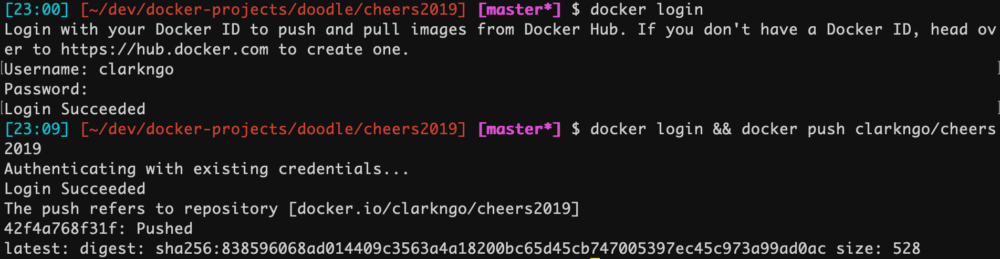 [23:00] [~/dev/docker-projects/doodle/cheers2019] [master*] $ docker login
Login with your Docker ID to push and pull images from Docker Hub. If you don't have a Docker ID, head ov
er to https://hub.docker.com to create one.
[Username: clarkngo ]
Password:
[Login Succeeded ]
[23:09] [~/dev/docker-projects/doodle/cheers2019] [master*] $ docker login && docker push clarkngo/cheers
2019
Authenticating with existing credentials...
Login Succeeded
The push refers to repository [docker.io/clarkngo/cheers2019]
42f4a768f31f: Pushed
latest: digest: sha256:838596068ad014409c3563a4a18200bc65d45cb747005397ec45c973a99ad0ac size: 528